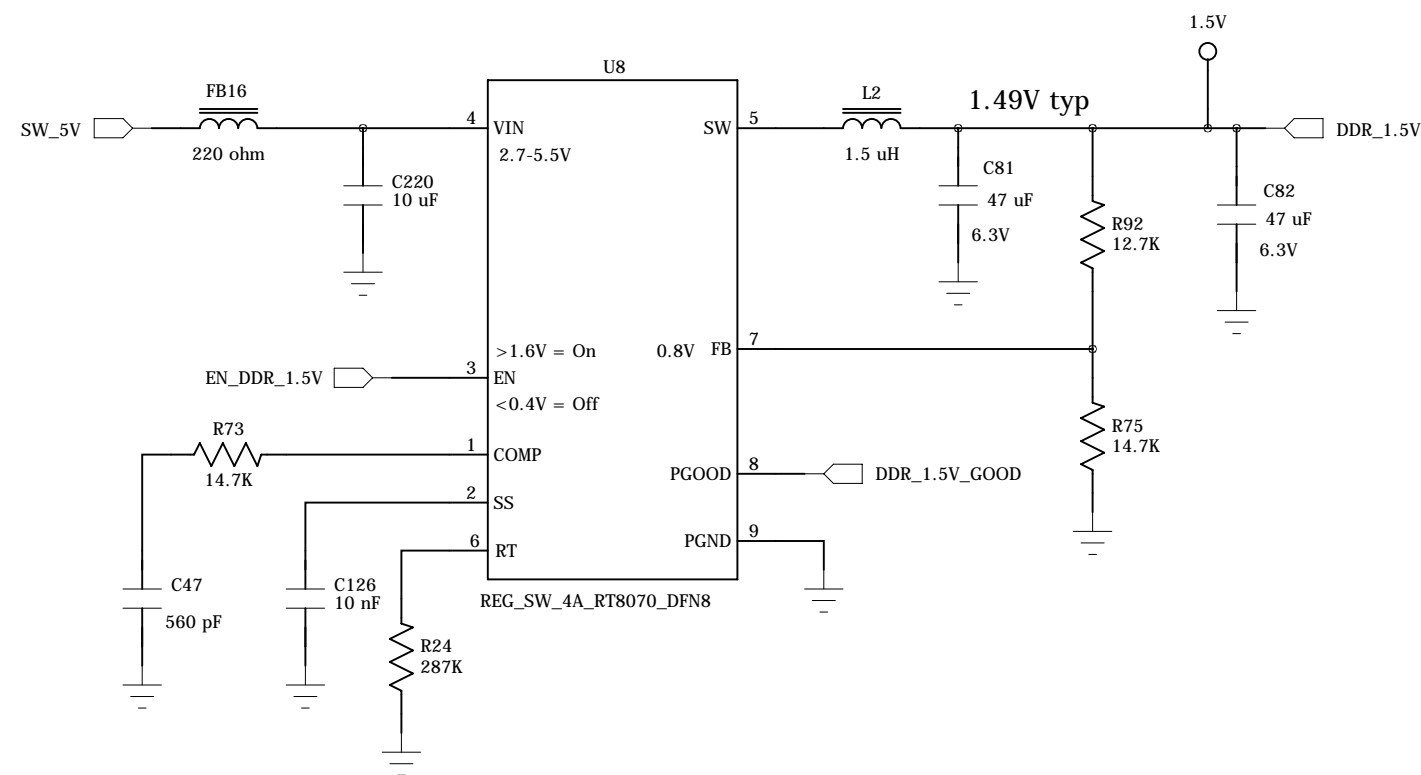 1.5V
U8
FB16
L2
1.49V typ
SW_5V
4
VIN
SW
5
DDR_1.5V
220 ohm
2.7-5.5V
1.5 uH
C220
10 uF
C81
47 uF
6.3V
C82
47 uF
6.3V
R92
12.7K
>1.6V = On
0.8V
FB
7
EN_DDR_1.5V
3
EN
<0.4V = Off
R73
14.7K
1
COMP
R75
14.7K
2
SS
PGOOD
8
DDR_1.5V_GOOD
6
RT
PGND
9
C47
560 pF
C126
10 nF
REG_SW_4A_RT8070_DFN8
R24
287K